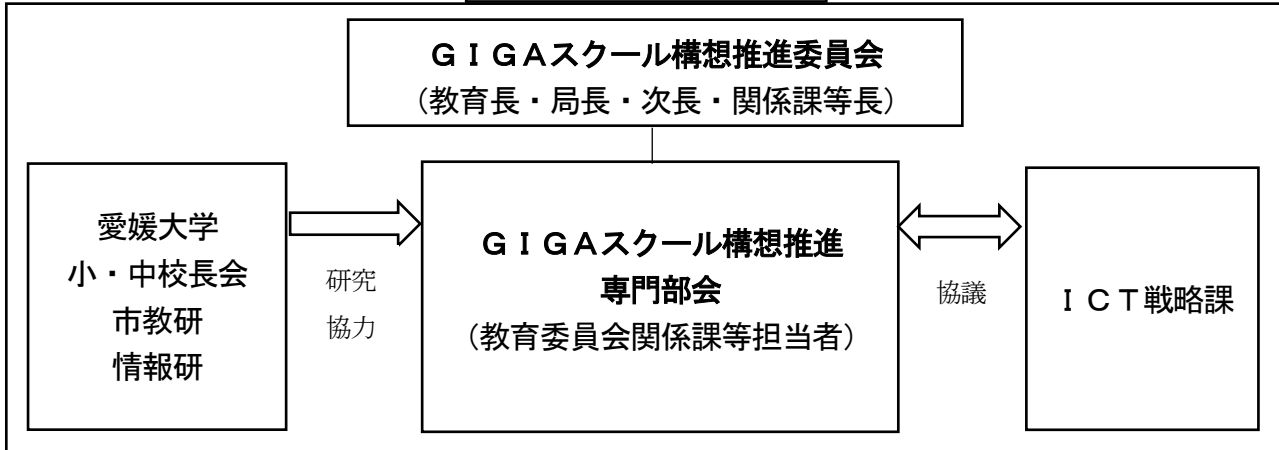 ＧＩＧＡスクール構想推進委員会
（教育長・局長・次長・関係課等長）
愛媛大学
小・中校長会
市教研
情報研
研究
協力
ＧＩＧＡスクール構想推進
専門部会
（教育委員会関係課等担当者）
協議
ＩＣＴ戦略課